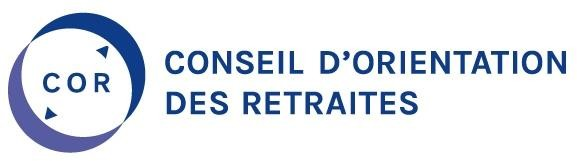 COR
CONSEIL D'ORIENTATION
DES RETRAITES